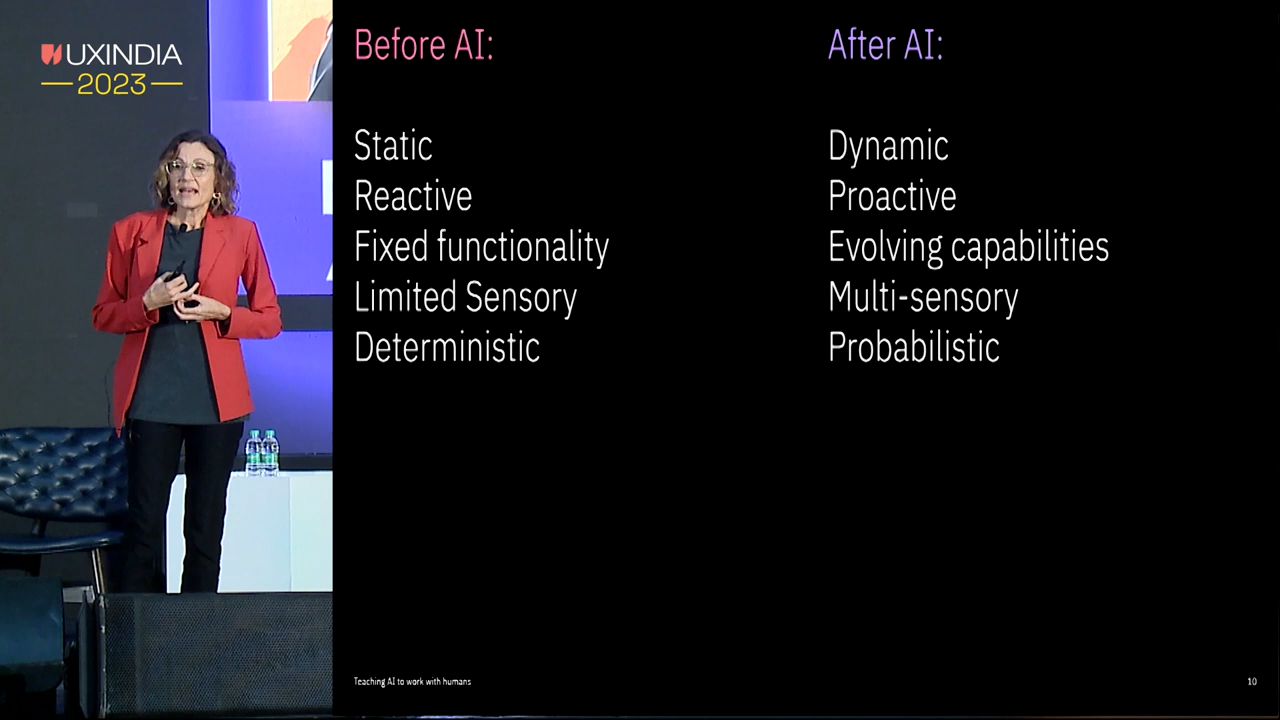 UXINDIA
2023
Before AI:
After AI:
Static
Dynamic
Reactive
Proactive
Fixed functionality
Evolving capabilities
Limited Sensory
Multi-sensory
Deterministic
Probabilistic
Teaching AI to work with humans
10